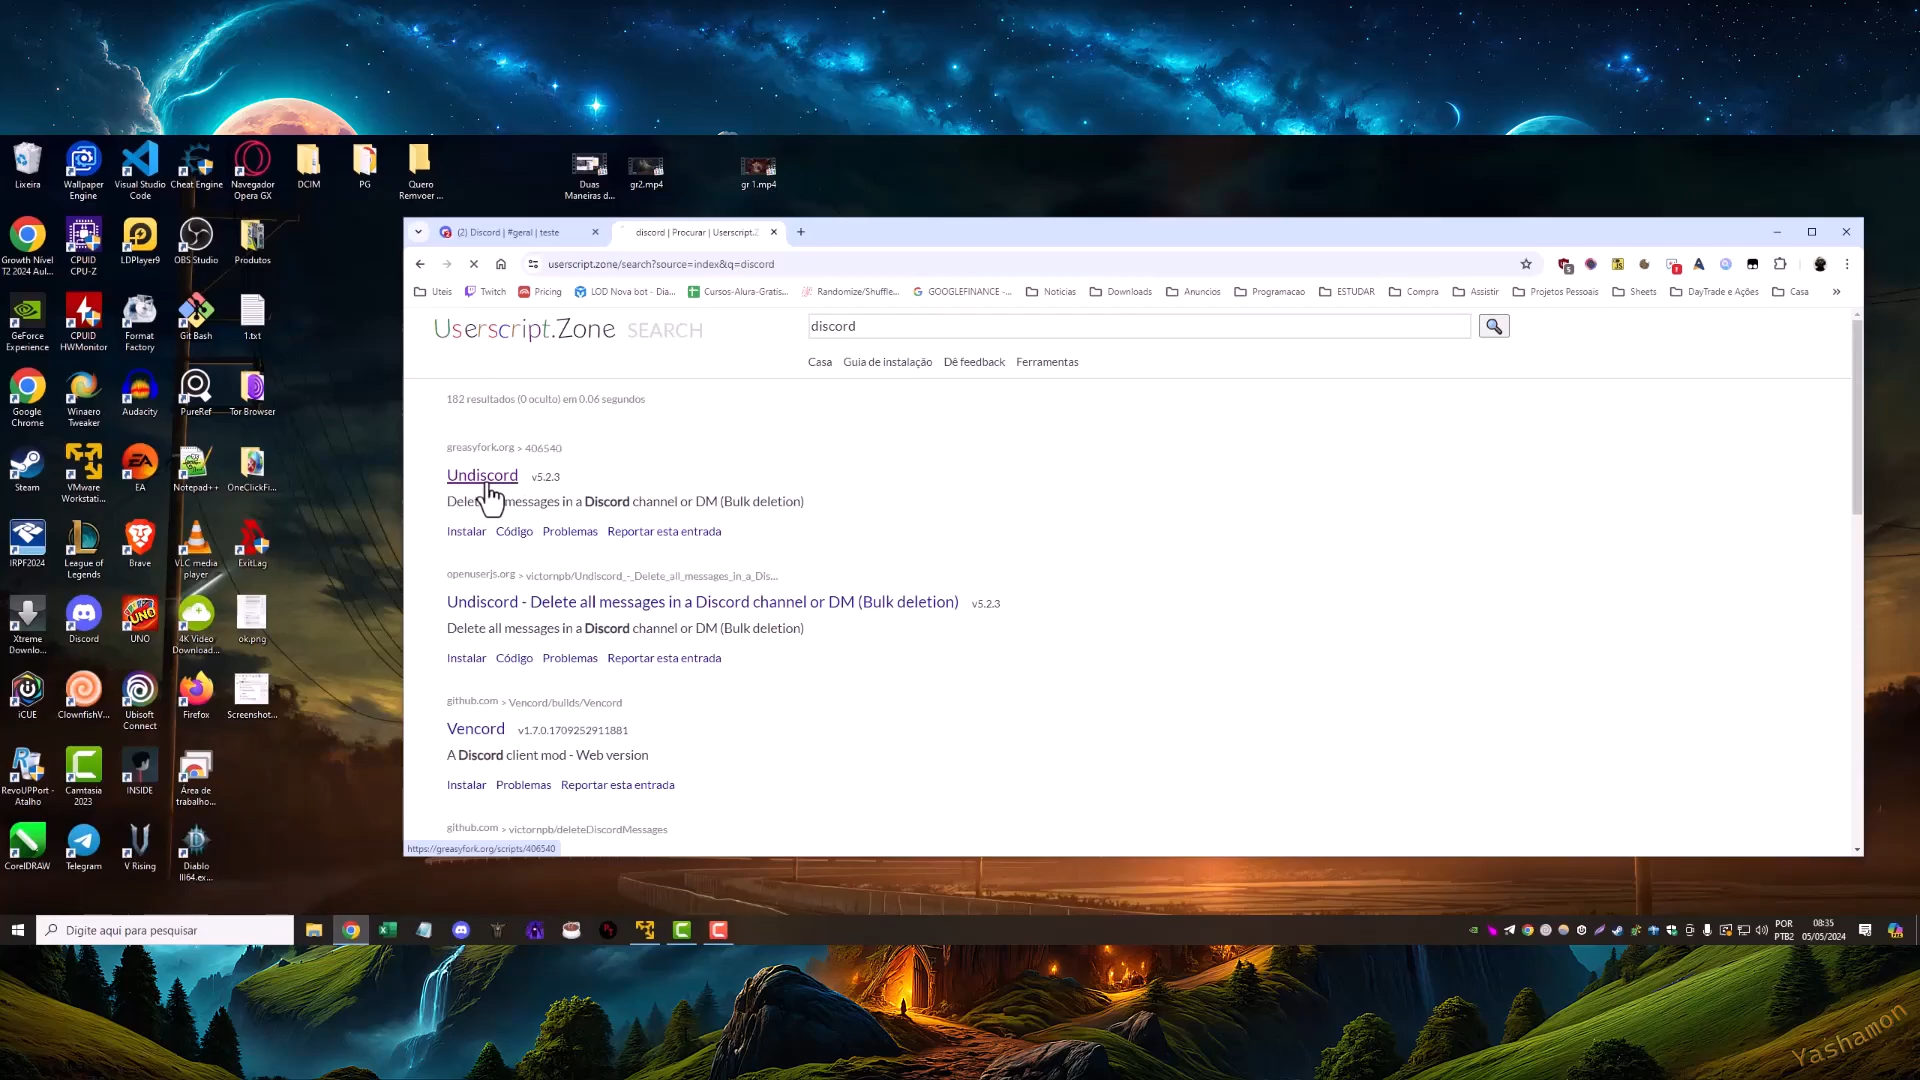 Lixeira
Wallpaper Engine
Visual Studio Code
Cheat Engine
Navegador Opera GX
DCIM
PG
Quero Remvoer ...
Duas Maneiras d...
gr2.mp4
gr 1.mp4
Growth Nível T2 2024 Aul...
CPUID CPU-Z
LDPlayer9
OBS Studio
Produtos
GeForce Experience
CPUID HWMonitor
Format Factory
Git Bash
1.txt
Google Chrome
Winaero Tweaker
Audacity
PureRef
Tor Browser
Steam
VMware Workstati...
EA
Notepad++
OneClickFi...
IRPF2024
League of Legends
Brave
VLC media player
ExitLag
Xtreme Downlo...
Discord
UNO
4K Video Download...
ok.png
iCUE
ClownfishV...
Ubisoft Connect
Firefox
Screenshot...
RevoUPPort - Atalho
Camtasia 2023
INSIDE
Área de trabalho...
CorelDRAW
Telegram
V Rising
Diablo III64.ex...
(2) Discord | #geral | teste
discord | Procurar | Userscript.Z
userscript.zone/search?source=index&q=discord
Uteis Twitch Pricing LOD Nova bot - Dia... Cursos-Alura-Gratis... Randomize/Shuffle... GOOGLEFINANCE -... Noticias Downloads Anuncios Programacao ESTUDAR Compra Assistir Projetos Pessoais Sheets DayTrade e Ações Casa »
Userscript.Zone SEARCH
discord
Casa Guia de instalação Dê feedback Ferramentas
182 resultados (0 oculto) em 0.06 segundos
greasyfork.org > 406540
Undiscord v5.2.3
Delet messages in a Discord channel or DM (Bulk deletion)
Instalar Código Problemas Reportar esta entrada
openuserjs.org > victornpb/Undiscord_-_Delete_all_messages_in_a_Dis...
Undiscord - Delete all messages in a Discord channel or DM (Bulk deletion) v5.2.3
Delete all messages in a Discord channel or DM (Bulk deletion)
Instalar Código Problemas Reportar esta entrada
github.com > Vencord/builds/Vencord
Vencord v1.7.0.1709252911881
A Discord client mod - Web version
Instalar Problemas Reportar esta entrada
github.com > victornpb/deleteDiscordMessages
https://greasyfork.org/scripts/406540
Digite aqui para pesquisar
POR
PTB2
08:35
05/05/2024
Yashamon